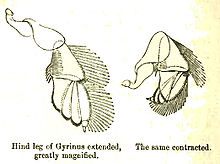 Hind leg of Gyrinus extended,
greatly magnified.
The same contracted.